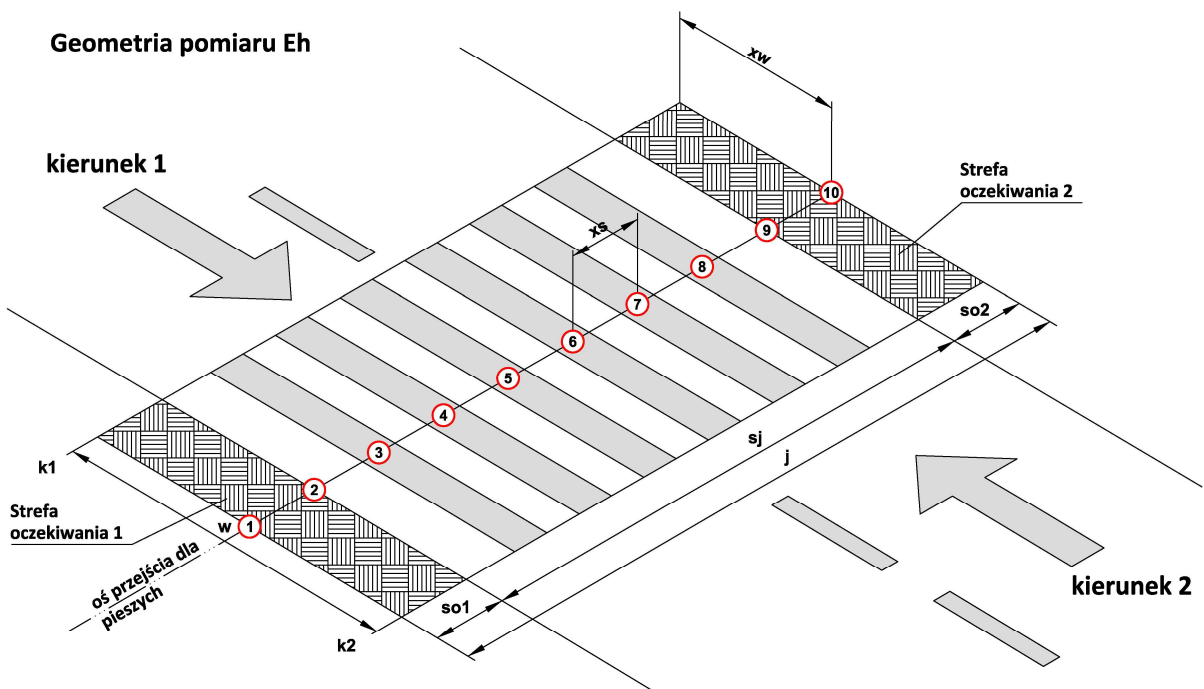 Geometria pomiaru Eh
xw
kierunek 1
Strefa
oczekiwania 2
10
9
xs
8
7
6
5
4
3
2
1
so2
sj
j
k1
Strefa
oczekiwania 1
w
oś przejścia dla
pieszych
so1
k2
kierunek 2